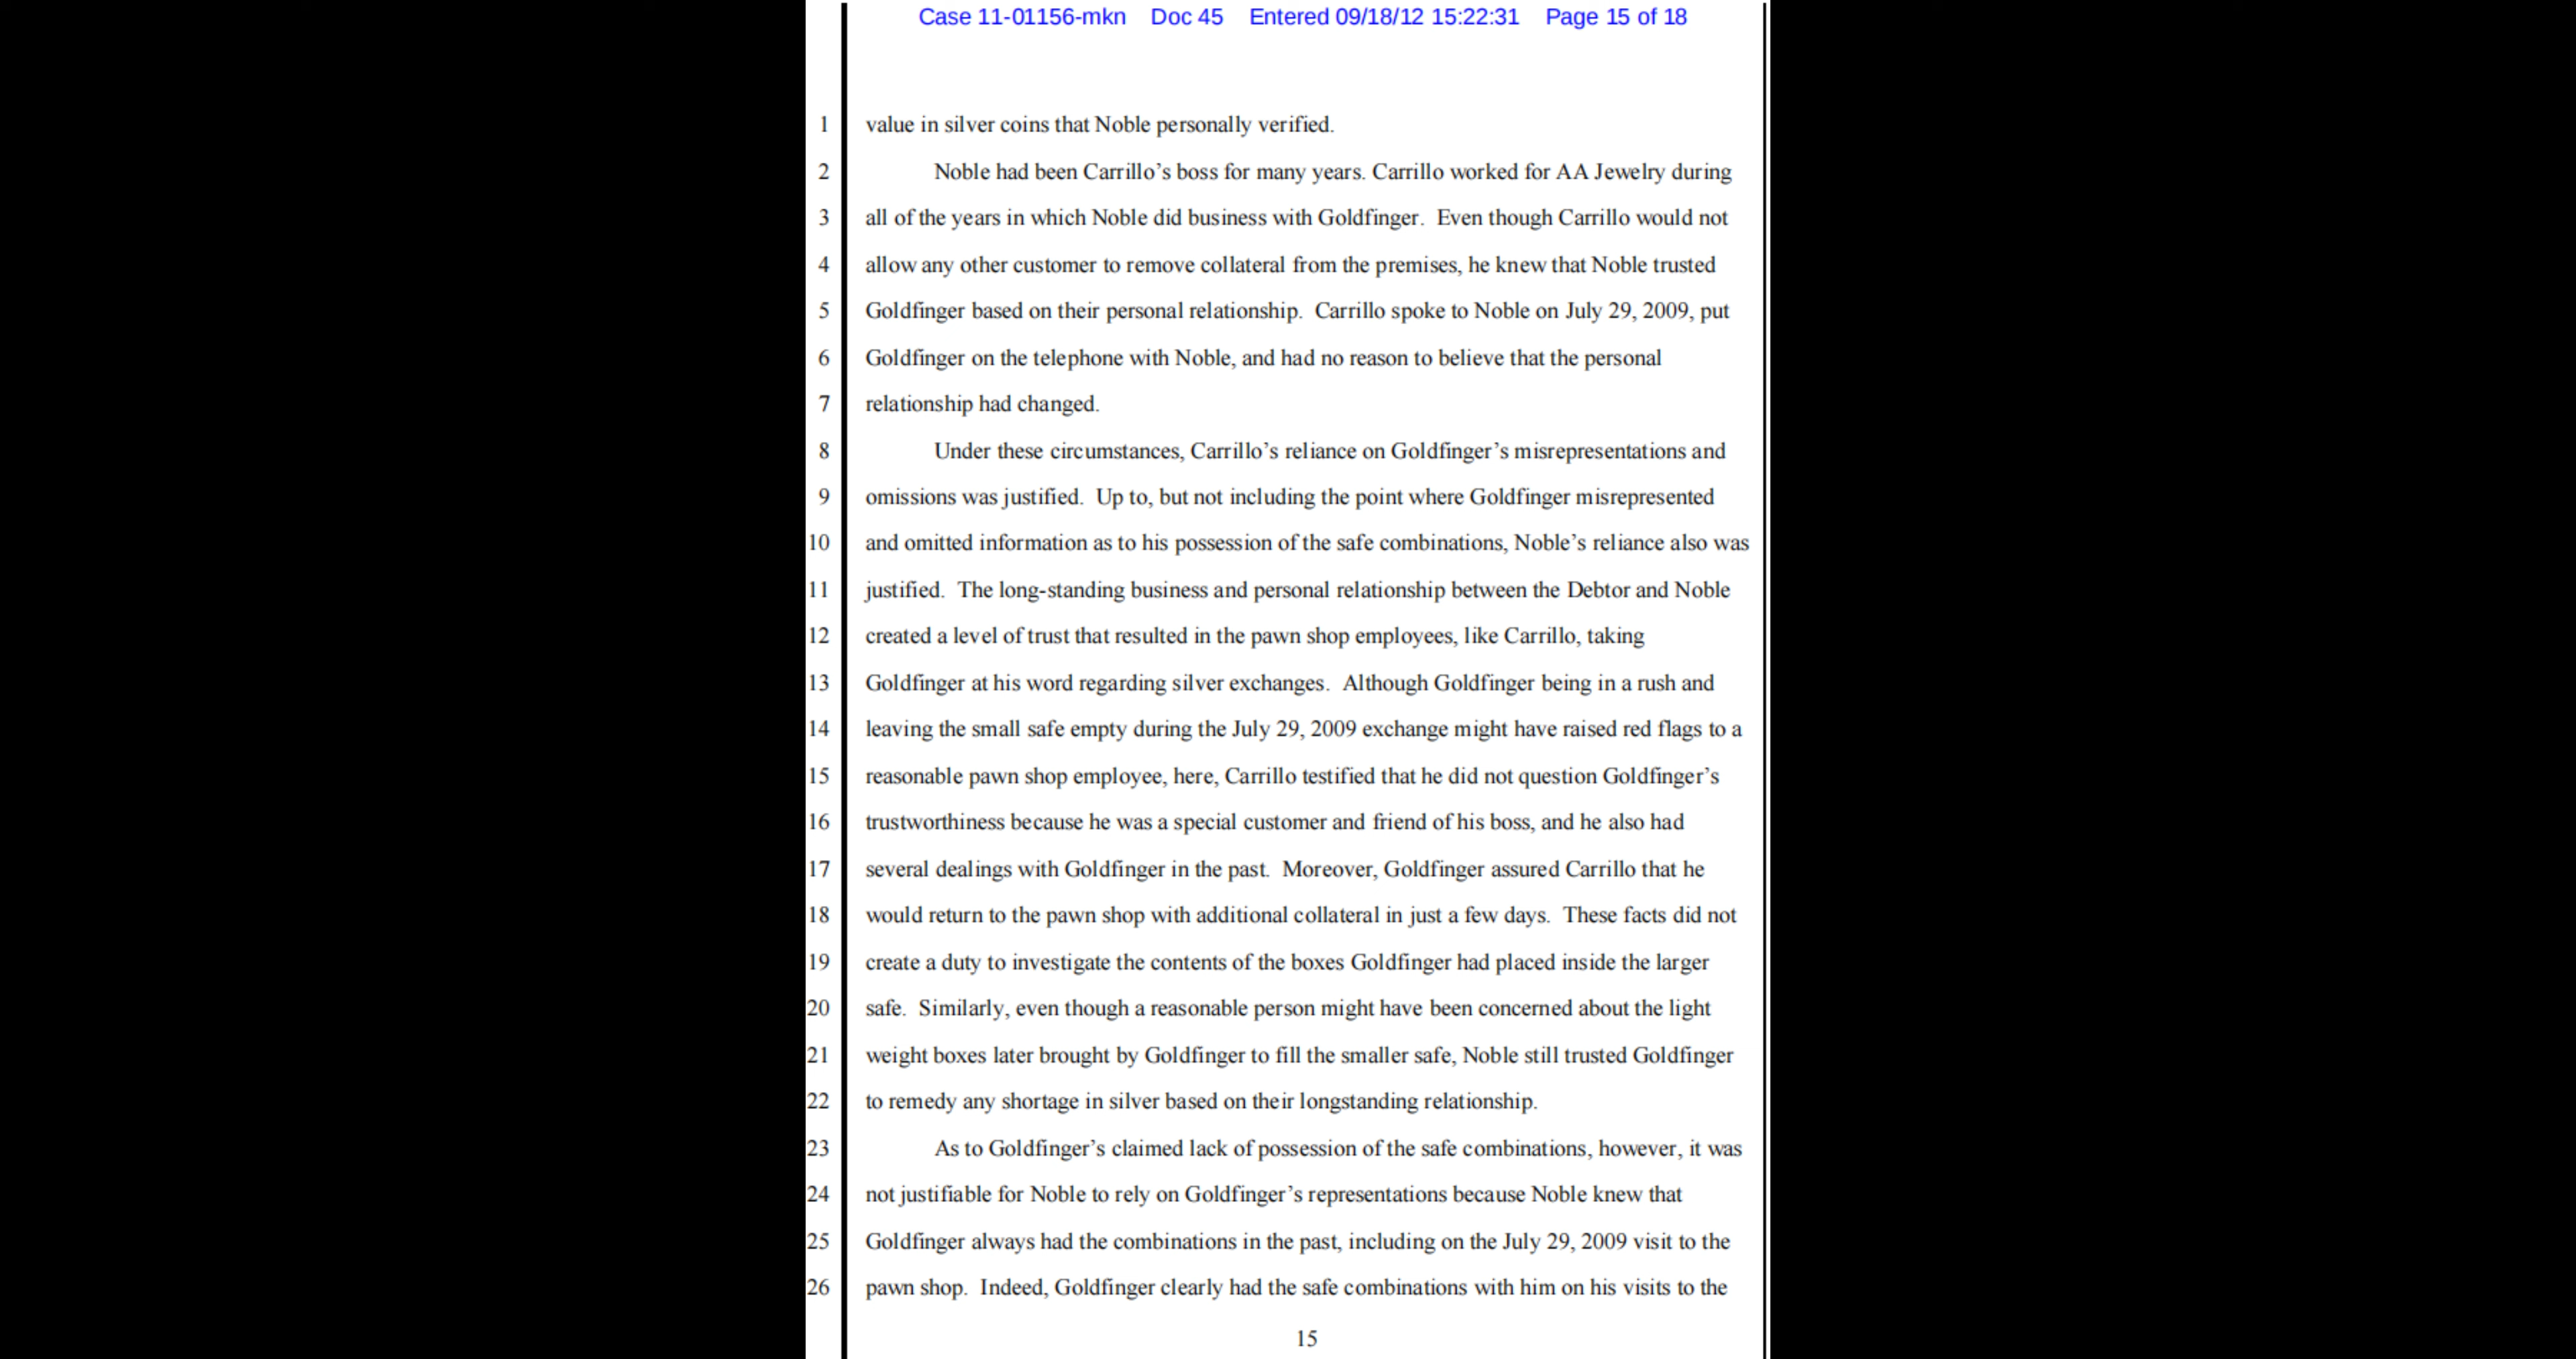 Case 11-01156-mkn Doc 45 Entered 09/18/12 15:22:31 Page 15 of 18
1 value in silver coins that Noble personally verified.
2 Noble had been Carrillo’s boss for many years. Carrillo worked for AA Jewelry during
3 all of the years in which Noble did business with Goldfinger. Even though Carrillo would not
4 allow any other customer to remove collateral from the premises, he knew that Noble trusted
5 Goldfinger based on their personal relationship. Carrillo spoke to Noble on July 29, 2009, put
6 Goldfinger on the telephone with Noble, and had no reason to believe that the personal
7 relationship had changed.
8 Under these circumstances, Carrillo’s reliance on Goldfinger’s misrepresentations and
9 omissions was justified. Up to, but not including the point where Goldfinger misrepresented
10 and omitted information as to his possession of the safe combinations, Noble’s reliance also was
11 justified. The long-standing business and personal relationship between the Debtor and Noble
12 created a level of trust that resulted in the pawn shop employees, like Carrillo, taking
13 Goldfinger at his word regarding silver exchanges. Although Goldfinger being in a rush and
14 leaving the small safe empty during the July 29, 2009 exchange might have raised red flags to a
15 reasonable pawn shop employee, here, Carrillo testified that he did not question Goldfinger’s
16 trustworthiness because he was a special customer and friend of his boss, and he also had
17 several dealings with Goldfinger in the past. Moreover, Goldfinger assured Carrillo that he
18 would return to the pawn shop with additional collateral in just a few days. These facts did not
19 create a duty to investigate the contents of the boxes Goldfinger had placed inside the larger
20 safe. Similarly, even though a reasonable person might have been concerned about the light
21 weight boxes later brought by Goldfinger to fill the smaller safe, Noble still trusted Goldfinger
22 to remedy any shortage in silver based on their longstanding relationship.
23 As to Goldfinger’s claimed lack of possession of the safe combinations, however, it was
24 not justifiable for Noble to rely on Goldfinger’s representations because Noble knew that
25 Goldfinger always had the combinations in the past, including on the July 29, 2009 visit to the
26 pawn shop. Indeed, Goldfinger clearly had the safe combinations with him on his visits to the
15